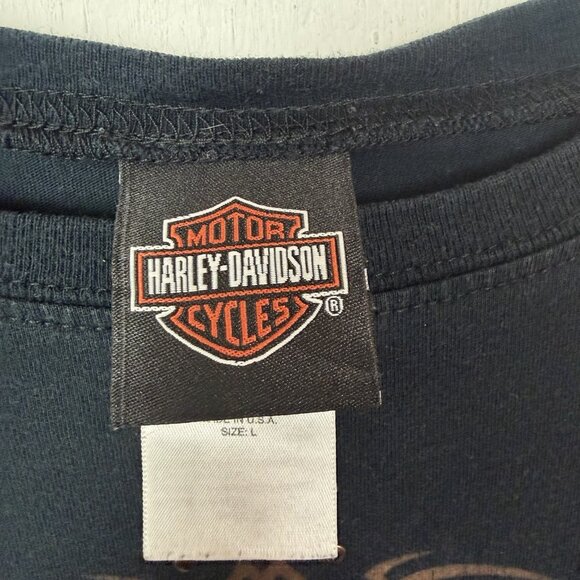 MOTOR
HARLEY-DAVIDSON
CYCLES
®
IN U.S.A.
SIZE: L